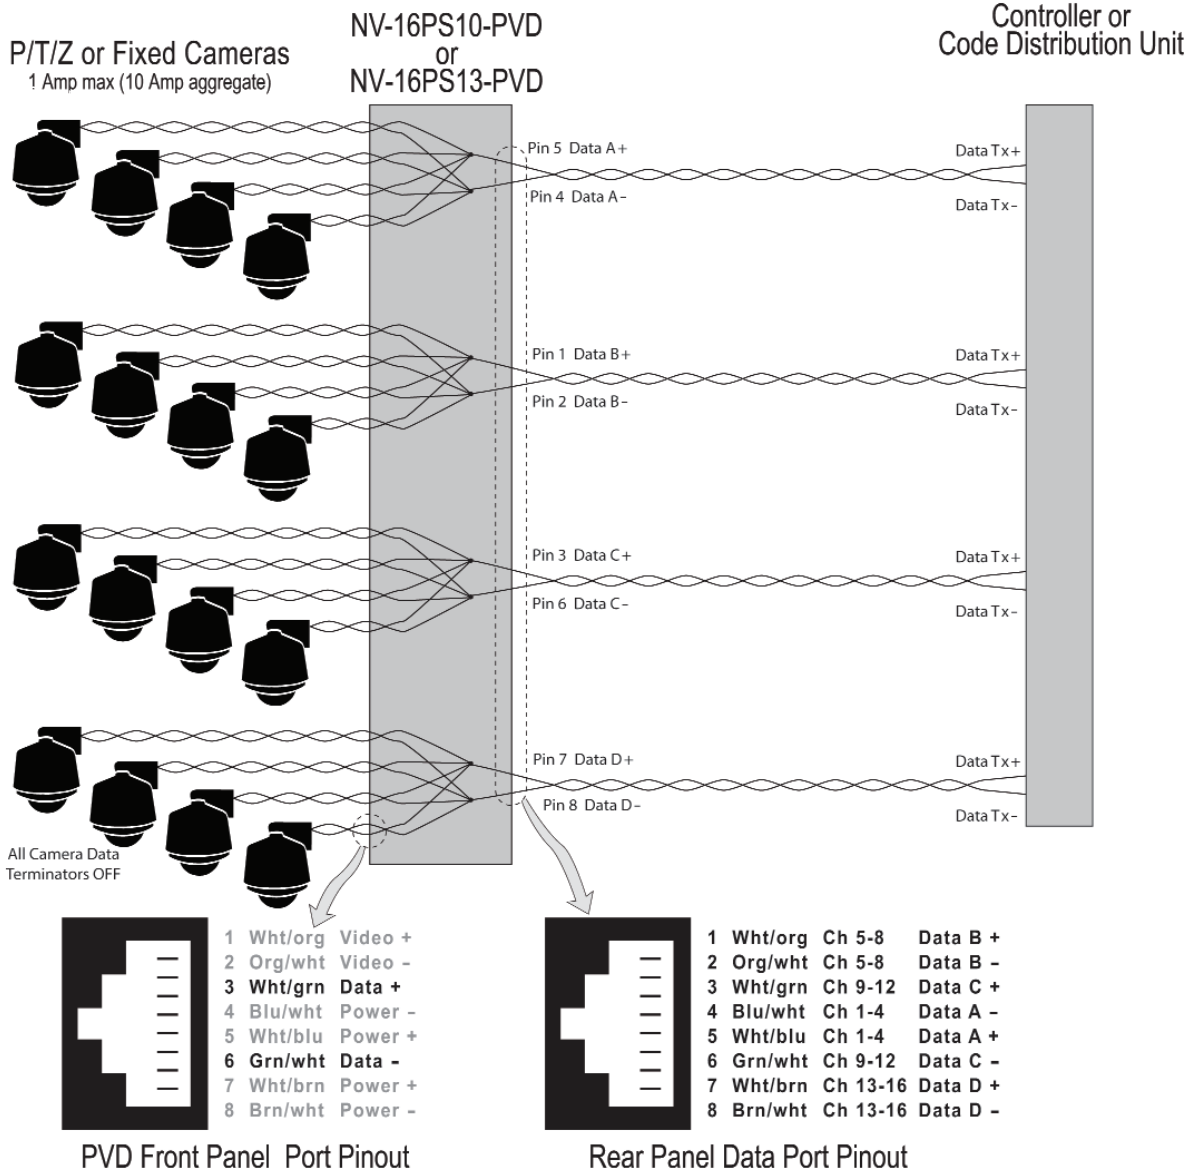 P/T/Z or Fixed Cameras
1 Amp max (10 Amp aggregate)
NV-16PS10-PVD
or
NV-16PS13-PVD
Controller or
Code Distribution Unit
Pin 5 Data A+
Pin 4 Data A-
Data Tx+
Data Tx-
Pin 1 Data B+
Pin 2 Data B-
Data Tx+
Data Tx-
Pin 3 Data C+
Pin 6 Data C-
Data Tx+
Data Tx-
Pin 7 Data D+
Pin 8 Data D-
Data Tx+
Data Tx-
All Camera Data
Terminators OFF
1 Wht/org Video +
2 Org/wht Video -
3 Wht/grn Data +
4 Blu/wht Power -
5 Wht/blu Power +
6 Grn/wht Data -
7 Wht/brn Power +
8 Brn/wht Power -
PVD Front Panel Port Pinout
1 Wht/org Ch 5-8 Data B +
2 Org/wht Ch 5-8 Data B -
3 Wht/grn Ch 9-12 Data C +
4 Blu/wht Ch 1-4 Data A -
5 Wht/blu Ch 1-4 Data A +
6 Grn/wht Ch 9-12 Data C -
7 Wht/brn Ch 13-16 Data D +
8 Brn/wht Ch 13-16 Data D -
Rear Panel Data Port Pinout